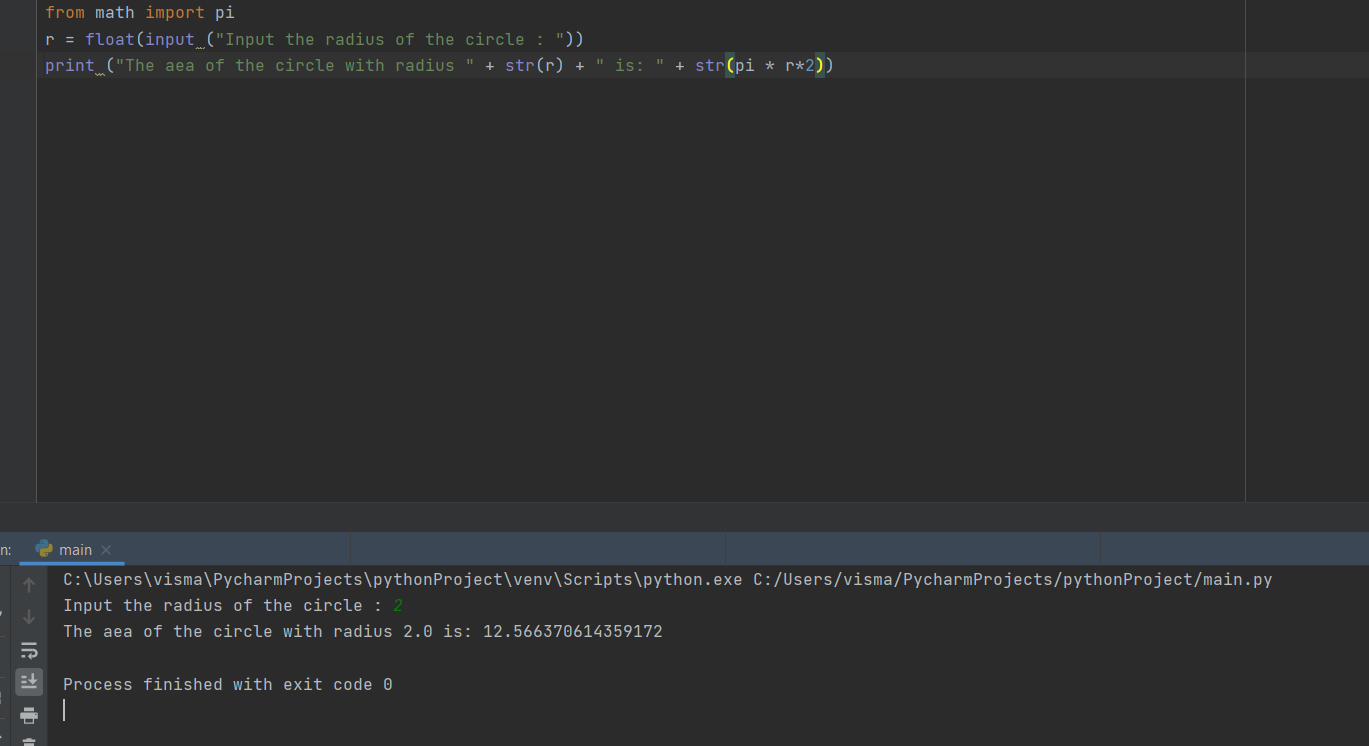 from math import pi
r = float(input ("Input the radius of the circle : "))
print ("The aea of the circle with radius " + str(r) + " is: " + str(pi * r*2))
n:
main
C:\Users\visma\PycharmProjects\pythonProject\venv\Scripts\python.exe C:/Users/visma/PycharmProjects/pythonProject/main.py
Input the radius of the circle : 2
The aea of the circle with radius 2.0 is: 12.566370614359172
Process finished with exit code 0